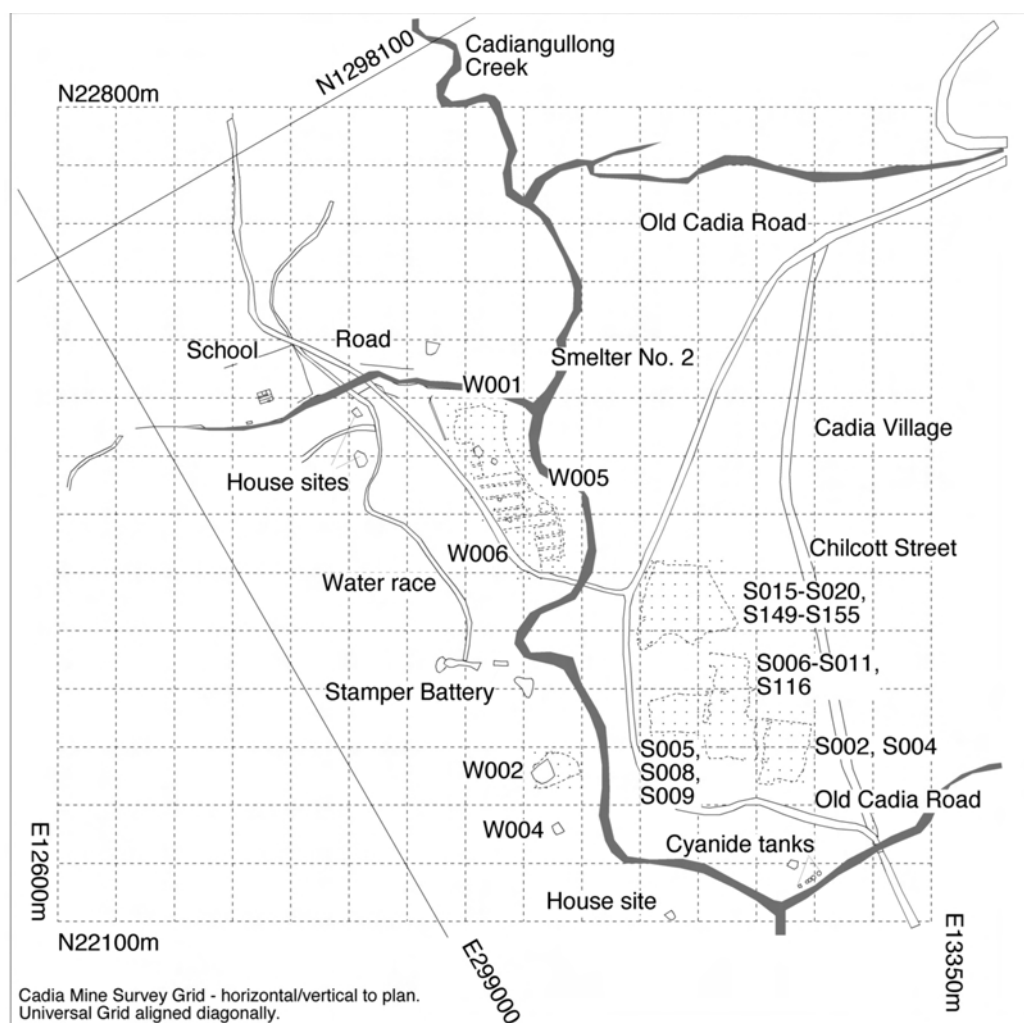 Cadiangullong
Creek
N1298100
N22800m
Old Cadia Road
Road
School
Smelter No. 2
W001
Cadia Village
W005
House sites
Chilcott Street
W006
Water race
S015-S020,
S149-S155
S006-S011,
S116
Stamper Battery
S005,
S008,
S009
S002, S004
W002
Old Cadia Road
W004
Cyanide tanks
E12600m
House site
N22100m
E299000
E13350m
Cadia Mine Survey Grid - horizontal/vertical to plan.
Universal Grid aligned diagonally.